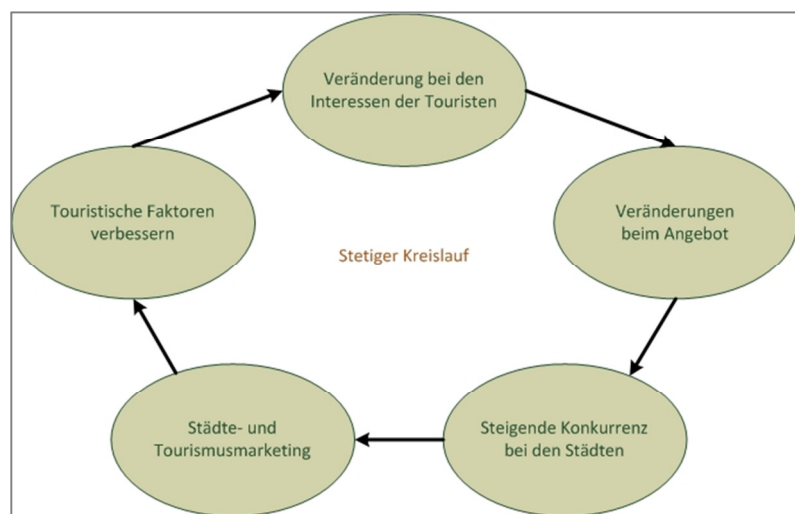 Veränderung bei den
Interessen der Touristen
Veränderungen
beim Angebot
Steigende Konkurrenz
bei den Städten
Städte- und
Tourismusmarketing
Touristische Faktoren
verbessern
Stetiger Kreislauf